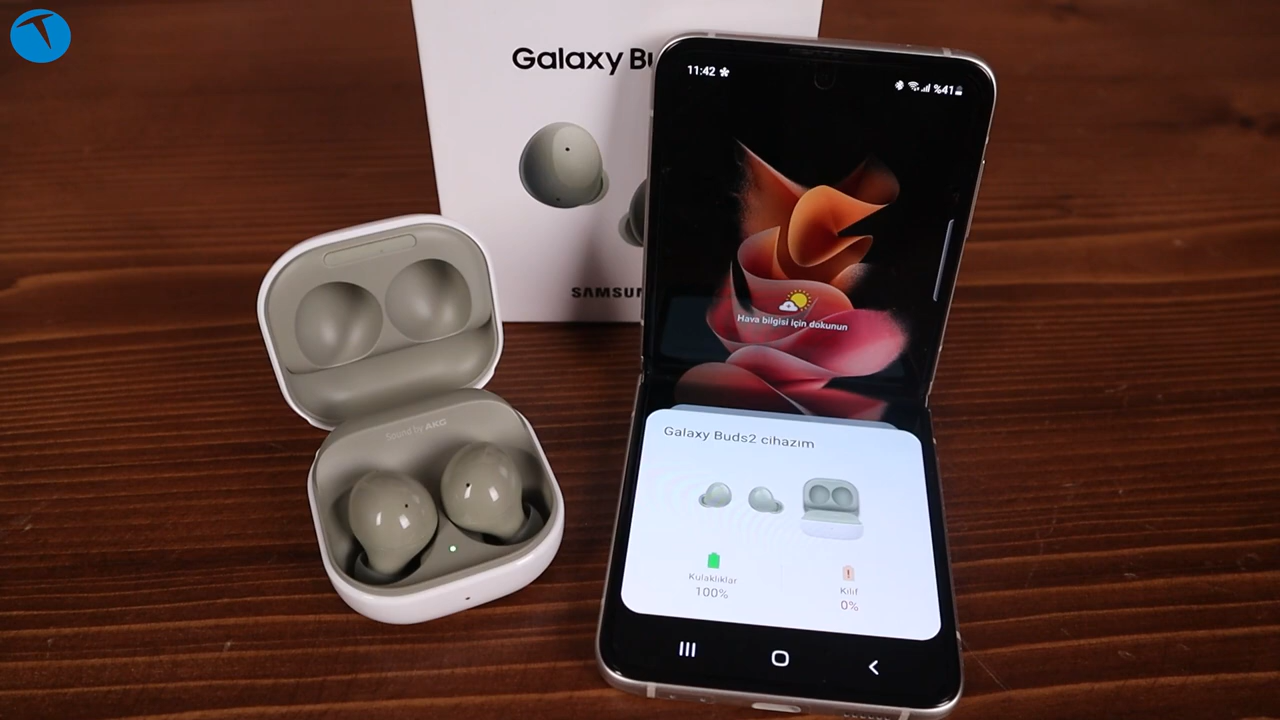 Galaxy Bu
SAMSUN
11:42
%41
Hava bilgisi için dokunun
Galaxy Buds2 cihazım
Kulaklıklar
100%
Kılıf
0%
Sound by AKG